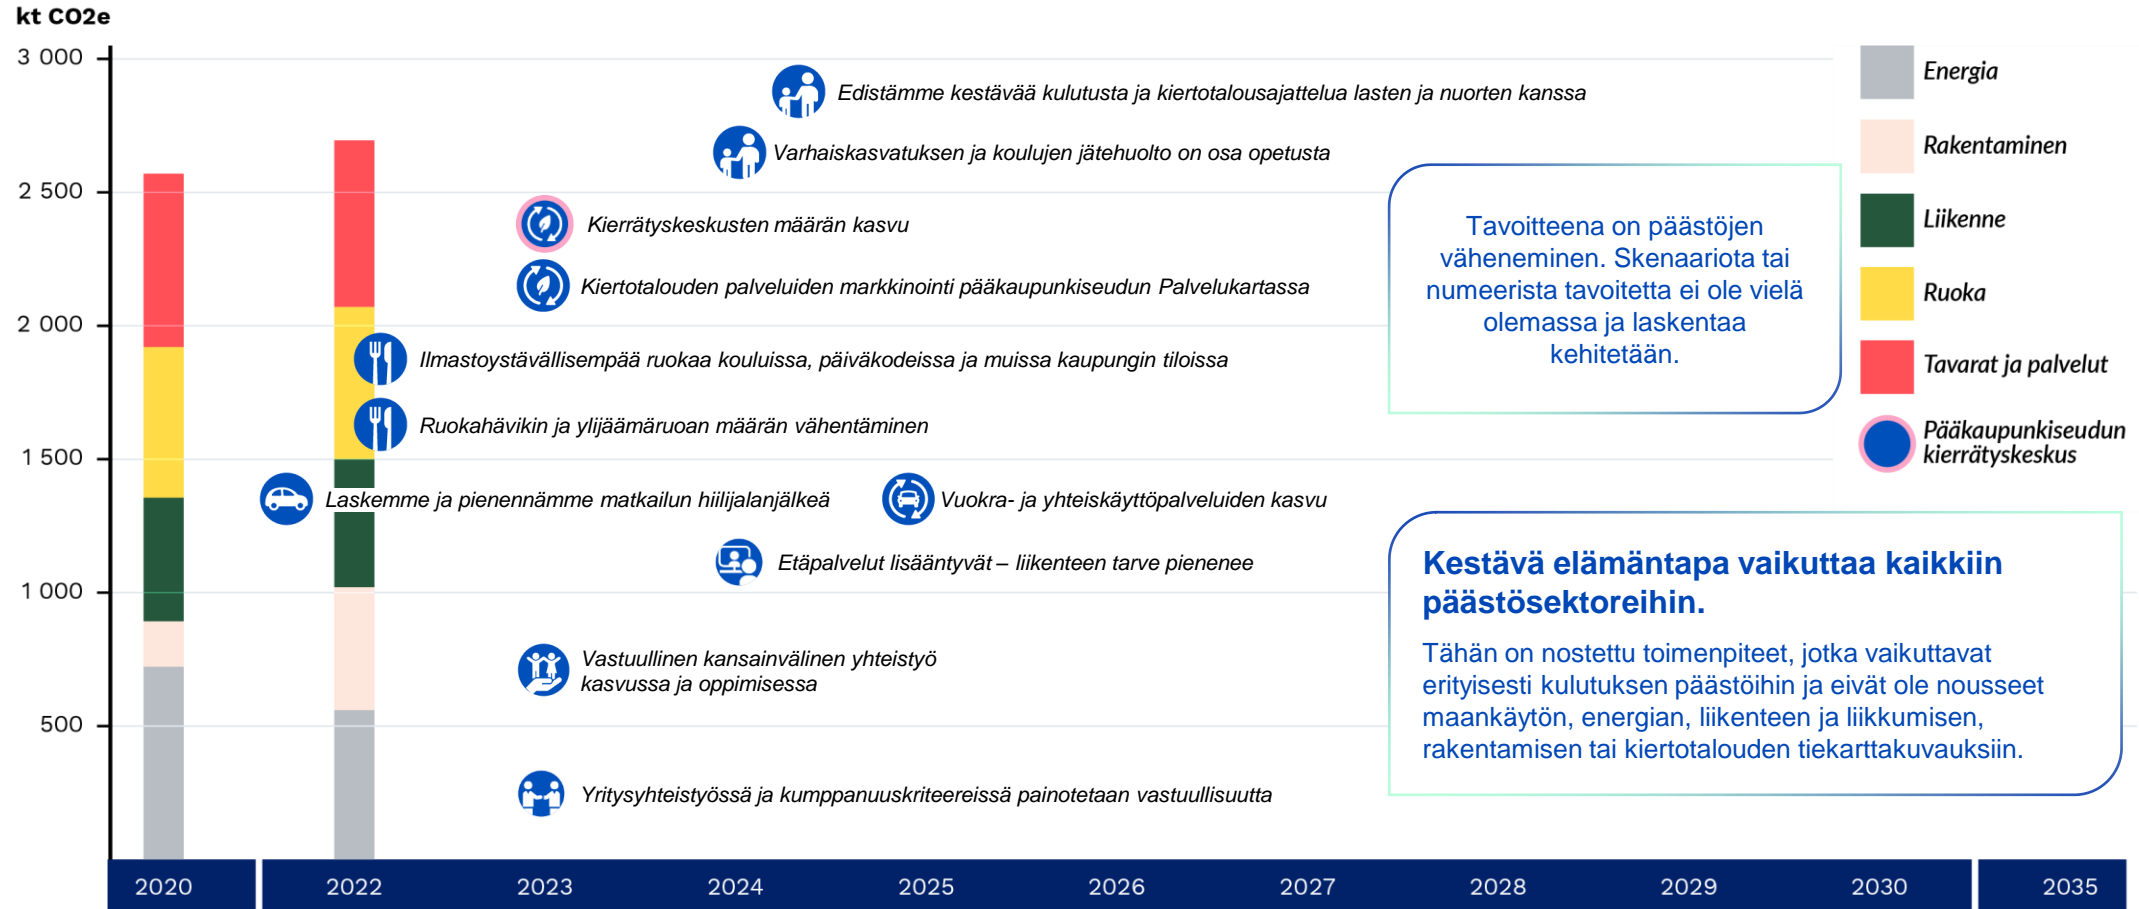 kt CO2e
3 000
2 500
2 000
1 500
1 000
500
Edistämme kestävää kulutusta ja kiertotalousajattelua lasten ja nuorten kanssa
Varhaiskasvatuksen ja koulujen jätehuolto on osa opetusta
Kierrätyskeskusten määrän kasvu
Kiertotalouden palveluiden markkinointi pääkaupunkiseudun Palvelukartassa
Ilmastoystävällisempää ruokaa kouluissa, päiväkodeissa ja muissa kaupungin tiloissa
Ruokahävikin ja ylijäämäruoan määrän vähentäminen
Laskemme ja pienennämme matkailun hiilijalanjälkeä
Vuokra- ja yhteiskäyttöpalveluiden kasvu
Etäpalvelut lisääntyvät – liikenteen tarve pienenee
Vastuullinen kansainvälinen yhteistyö
kasvussa ja oppimisessa
Yritysyhteistyössä ja kumppanuuskriteereissä painotetaan vastuullisuutta
Tavoitteena on päästöjen
väheneminen. Skenaariota tai
numeerista tavoitetta ei ole vielä
olemassa ja laskentaa
kehitetään.
Energia
Rakentaminen
Liikenne
Ruoka
Tavarat ja palvelut
Pääkaupunkiseudun
kierrätyskeskus
Kestävä elämäntapa vaikuttaa kaikkiin
päästösektoreihin.
Tähän on nostettu toimenpiteet, jotka vaikuttavat
erityisesti kulutuksen päästöihin ja eivät ole nousseet
maankäytön, energian, liikenteen ja liikkumisen,
rakentamisen tai kiertotalouden tiekarttakuvauksiin.
2020 2022 2023 2024 2025 2026 2027 2028 2029 2030 2035